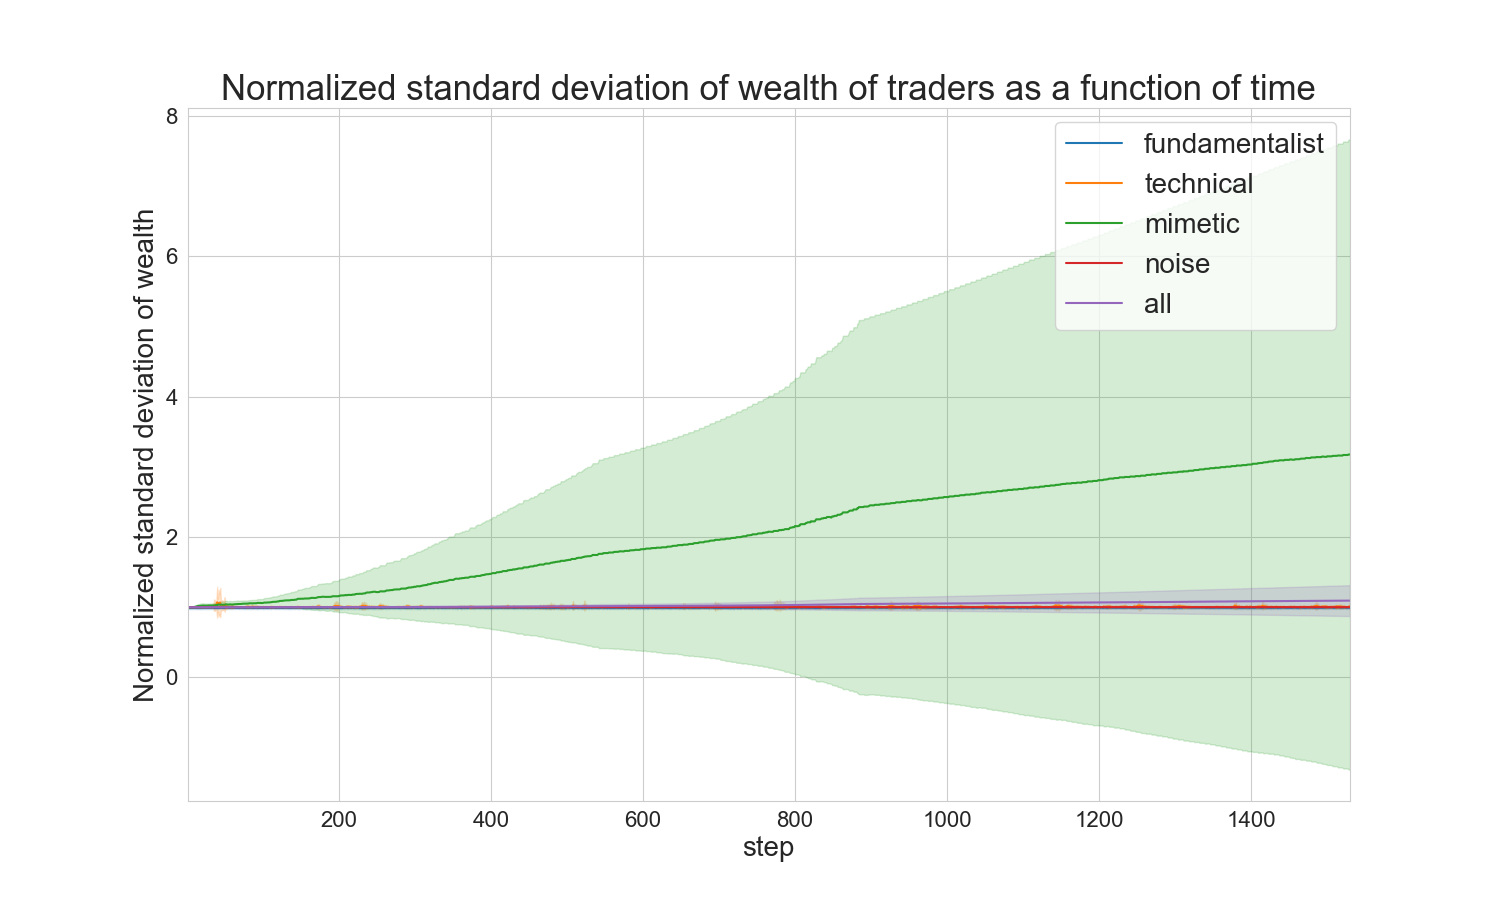 Normalized standard deviation of wealth of traders as a function of time
Normalized standard deviation of wealth
8
6
4
2
0
fundamentalist
technical
mimetic
noise
all
200 400 600 800 1000 1200 1400
step